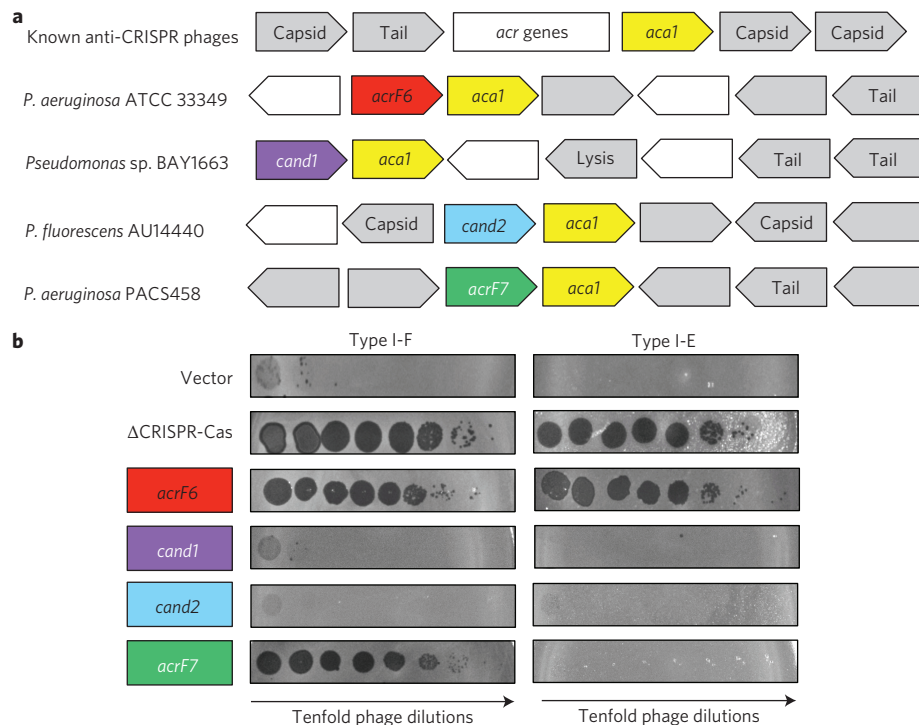 a
Known anti-CRISPR phages Capsid Tail acr genes aca1 Capsid Capsid
P. aeruginosa ATCC 33349 acrF6 aca1 Tail
Pseudomonas sp. BAY1663 cand1 aca1 Lysis Tail Tail
P. fluorescens AU14440 Capsid cand2 aca1 Capsid
P. aeruginosa PACS458 acrF7 aca1 Tail
b
Type I-F Type I-E
Vector
ΔCRISPR-Cas
acrF6
cand1
cand2
acrF7
Tenfold phage dilutions Tenfold phage dilutions